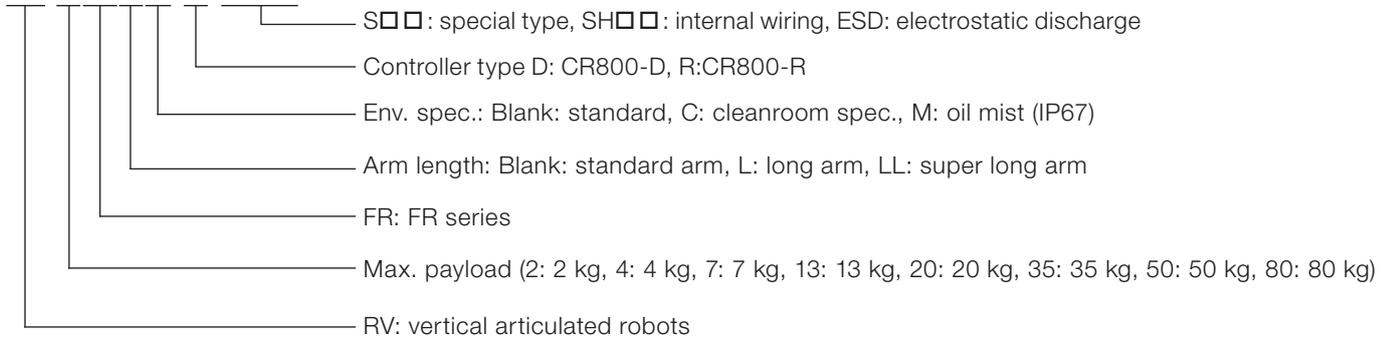 S□□: special type, SH□□: internal wiring, ESD: electrostatic discharge
Controller type D: CR800-D, R:CR800-R
Env. spec.: Blank: standard, C: cleanroom spec., M: oil mist (IP67)
Arm length: Blank: standard arm, L: long arm, LL: super long arm
FR: FR series
Max. payload (2: 2 kg, 4: 4 kg, 7: 7 kg, 13: 13 kg, 20: 20 kg, 35: 35 kg, 50: 50 kg, 80: 80 kg)
RV: vertical articulated robots